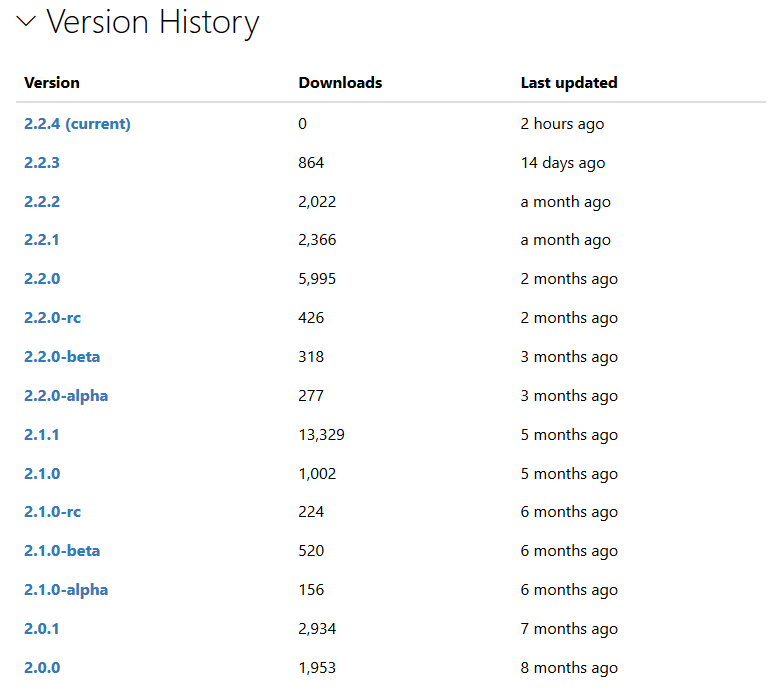 Version History
Version Downloads Last updated
2.2.4 (current) 0 2 hours ago
2.2.3 864 14 days ago
2.2.2 2,022 a month ago
2.2.1 2,366 a month ago
2.2.0 5,995 2 months ago
2.2.0-rc 426 2 months ago
2.2.0-beta 318 3 months ago
2.2.0-alpha 277 3 months ago
2.1.1 13,329 5 months ago
2.1.0 1,002 5 months ago
2.1.0-rc 224 6 months ago
2.1.0-beta 520 6 months ago
2.1.0-alpha 156 6 months ago
2.0.1 2,934 7 months ago
2.0.0 1,953 8 months ago